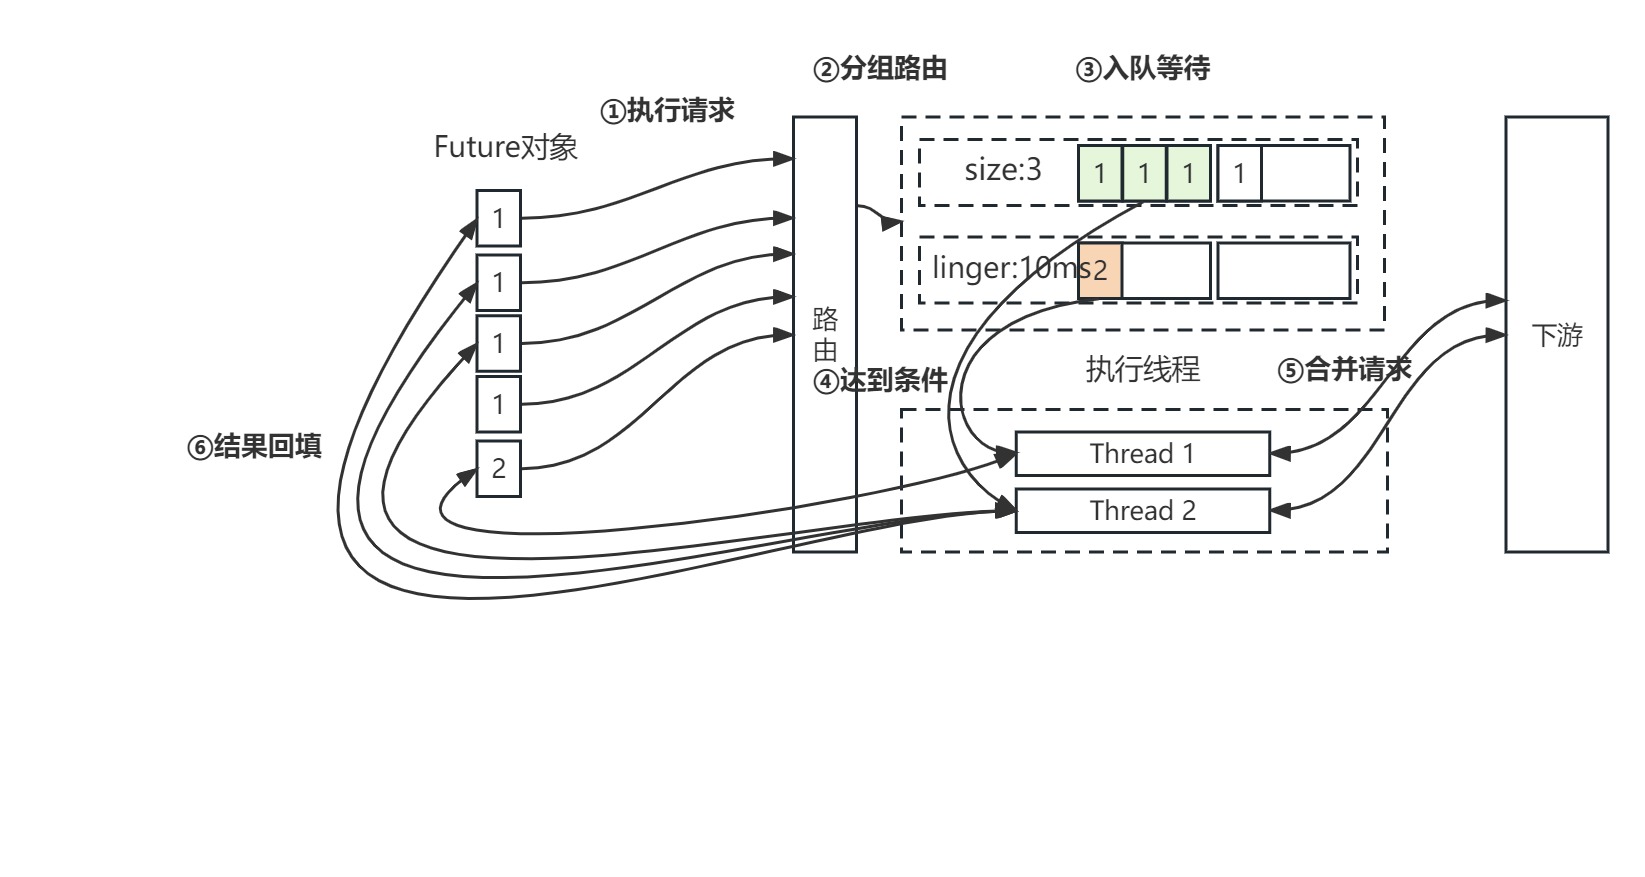 ②分组路由
③入队等待
①执行请求
Future对象
size:3
1
1
1
1
1
1
linger:10ms
2
1
路
由
1
下游
④达到条件
执行线程
⑤合并请求
⑥结果回填
2
Thread 1
Thread 2